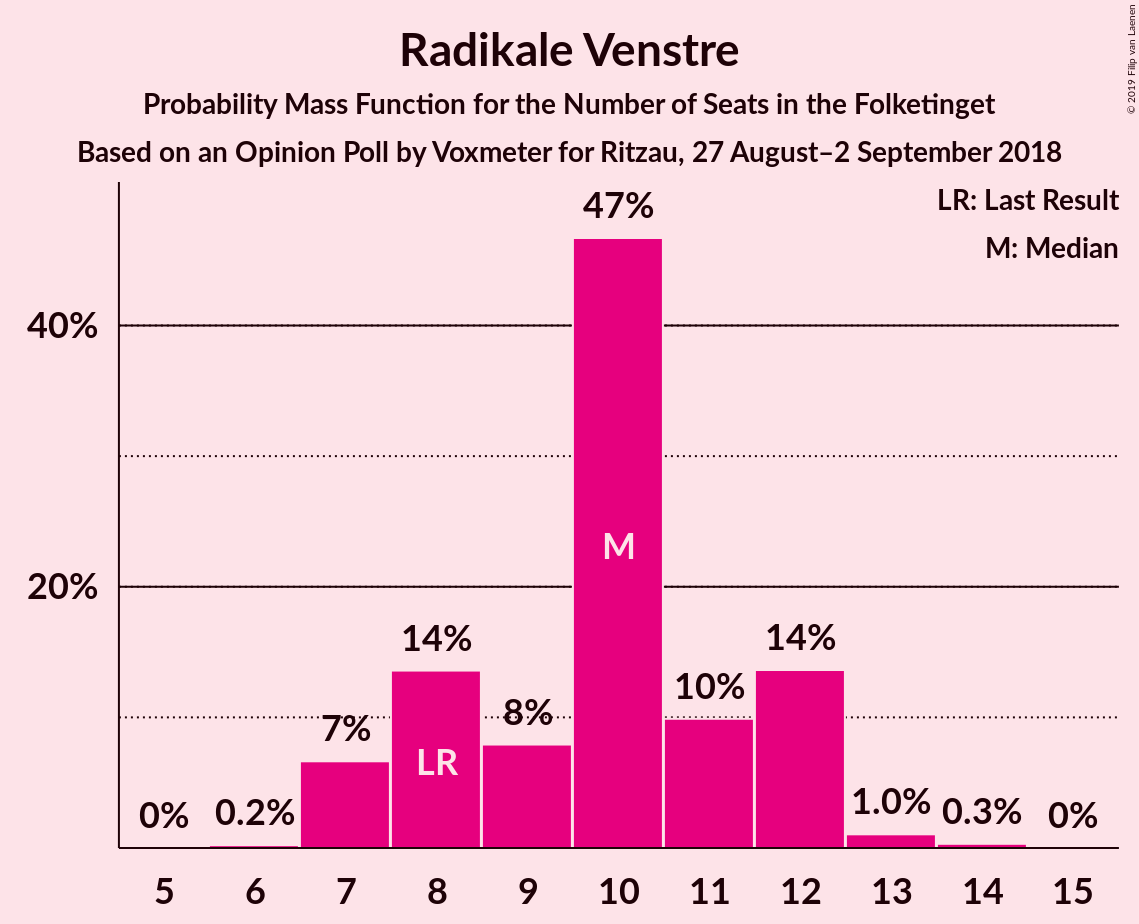 Radikale Venstre
Probability Mass Function for the Number of Seats in the Folketinget
Based on an Opinion Poll by Voxmeter for Ritzau, 27 August–2 September 2018
© 2019 Filip van Laenen
LR: Last Result
M: Median
40%
20%
0%
0.2%
7%
14%
LR
8%
47%
M
10%
14%
1.0%
0.3%
0%
5 6 7 8 9 10 11 12 13 14 15